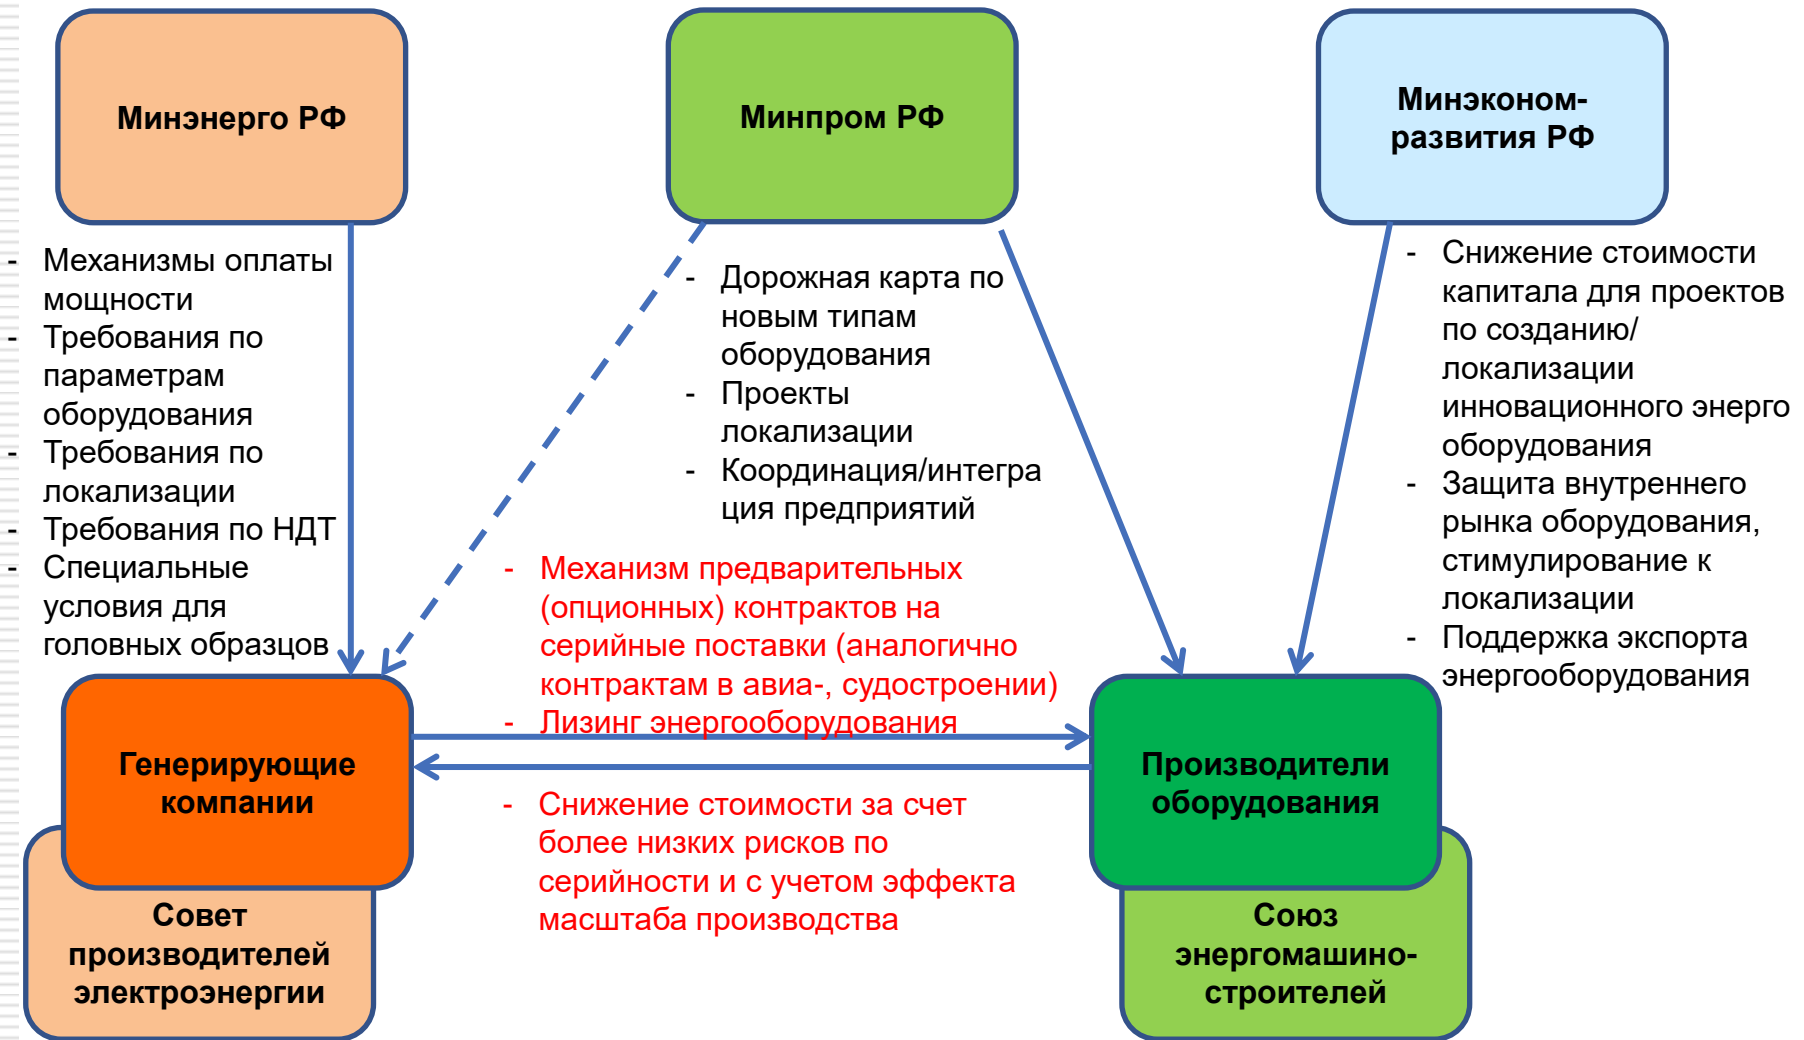 Минэнерго РФ
Минпром РФ
Минэконом-
развития РФ
- Механизмы оплаты
мощности
- Требования по
параметрам
оборудования
- Требования по
локализации
- Требования по НДТ
- Специальные
условия для
головных образцов
- Дорожная карта по
новым типам
оборудования
- Проекты
локализации
- Координация/интегра
ция предприятий
- Снижение стоимости
капитала для проектов
по созданию/
локализации
инновационного энерго
оборудования
- Защита внутреннего
рынка оборудования,
стимулирование к
локализации
- Поддержка экспорта
энергооборудования
- Механизм предварительных
(опционных) контрактов на
серийные поставки (аналогично
контрактам в авиа-, судостроении)
- Лизинг энергооборудования
Генерирующие
компании
Производители
оборудования
- Снижение стоимости за счет
более низких рисков по
серийности и с учетом эффекта
масштаба производства
Совет
производителей
электроэнергии
Союз
энергомашино-
строителей